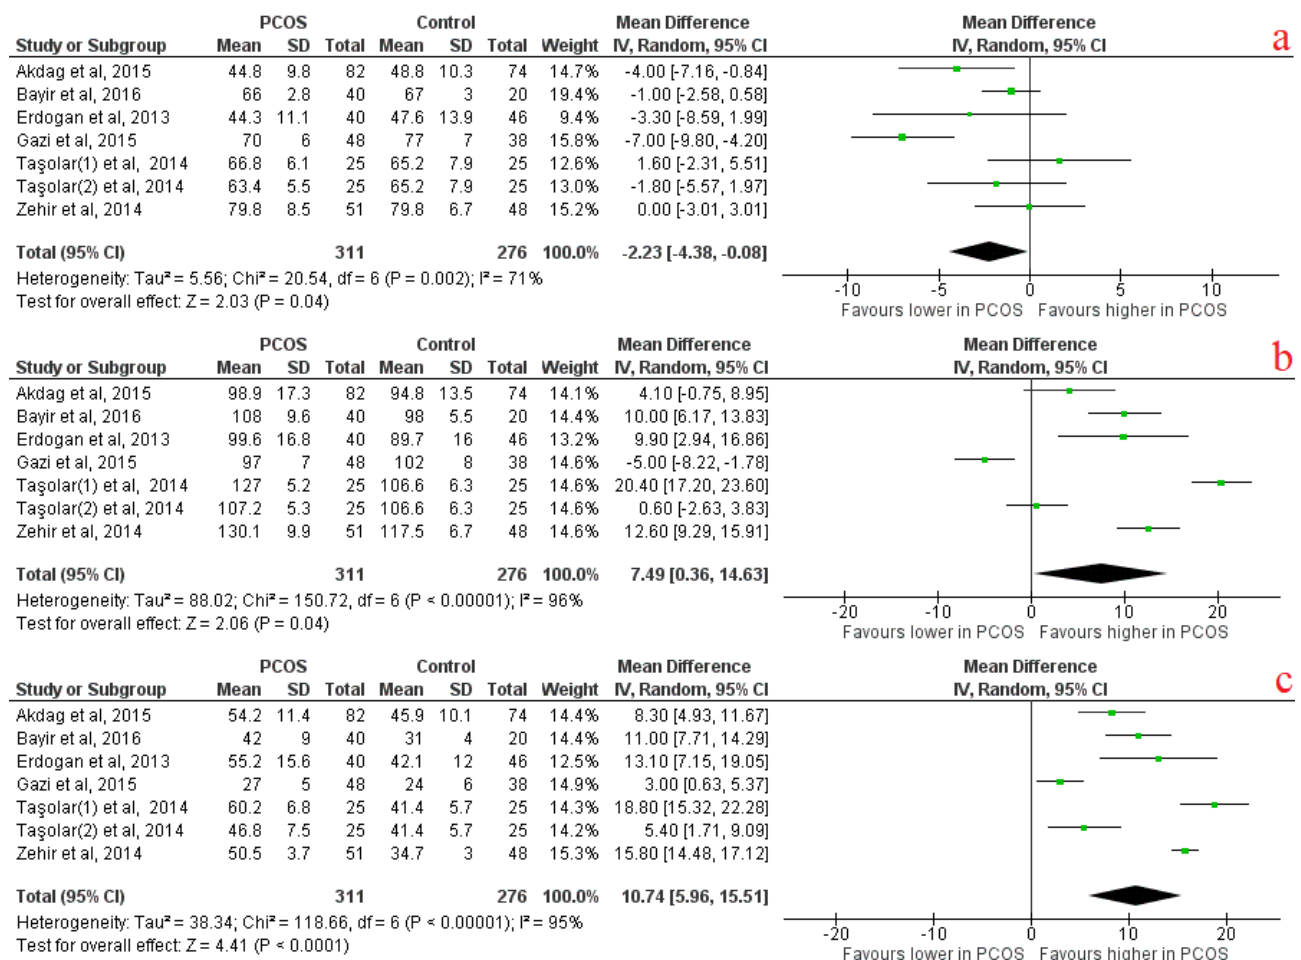 PCOS Control Mean Difference Mean Difference
Study or Subgroup Mean SD Total Mean SD Total Weight IV, Random, 95% CI IV, Random, 95% CI a
Akdag et al, 2015 44.8 9.8 82 48.8 10.3 74 14.7% -4.00 [-7.16, -0.84]
Bayir et al, 2016 66 2.8 40 67 3 20 19.4% -1.00 [-2.58, 0.58]
Erdogan et al, 2013 44.3 11.1 40 47.6 13.9 46 9.4% -3.30 [-8.59, 1.99]
Gazi et al, 2015 70 6 48 77 7 38 15.8% -7.00 [-9.80, -4.20]
Taşolar(1) et al, 2014 66.8 6.1 25 65.2 7.9 25 12.6% 1.60 [-2.31, 5.51]
Taşolar(2) et al, 2014 63.4 5.5 25 65.2 7.9 25 13.0% -1.80 [-5.57, 1.97]
Zehir et al, 2014 79.8 8.5 51 79.8 6.7 48 15.2% 0.00 [-3.01, 3.01]
Total (95% CI) 311 276 100.0% -2.23 [-4.38, -0.08]
Heterogeneity: Tau² = 5.56; Chi² = 20.54, df = 6 (P = 0.002); I² = 71%
Test for overall effect: Z = 2.03 (P = 0.04)
-10 -5 0 5 10
Favours lower in PCOS Favours higher in PCOS
PCOS Control Mean Difference Mean Difference
Study or Subgroup Mean SD Total Mean SD Total Weight IV, Random, 95% CI IV, Random, 95% CI b
Akdag et al, 2015 98.9 17.3 82 94.8 13.5 74 14.1% 4.10 [-0.75, 8.95]
Bayir et al, 2016 108 9.6 40 98 5.5 20 14.4% 10.00 [6.17, 13.83]
Erdogan et al, 2013 99.6 16.8 40 89.7 16 46 13.2% 9.90 [2.94, 16.86]
Gazi et al, 2015 97 7 48 102 8 38 14.6% -5.00 [-8.22, -1.78]
Taşolar(1) et al, 2014 127 5.2 25 106.6 6.3 25 14.6% 20.40 [17.20, 23.60]
Taşolar(2) et al, 2014 107.2 5.3 25 106.6 6.3 25 14.6% 0.60 [-2.63, 3.83]
Zehir et al, 2014 130.1 9.9 51 117.5 6.7 48 14.6% 12.60 [9.29, 15.91]
Total (95% CI) 311 276 100.0% 7.49 [0.36, 14.63]
Heterogeneity: Tau² = 88.02; Chi² = 150.72, df = 6 (P < 0.00001); I² = 96%
Test for overall effect: Z = 2.06 (P = 0.04)
-20 -10 0 10 20
Favours lower in PCOS Favours higher in PCOS
PCOS Control Mean Difference Mean Difference
Study or Subgroup Mean SD Total Mean SD Total Weight IV, Random, 95% CI IV, Random, 95% CI c
Akdag et al, 2015 54.2 11.4 82 45.9 10.1 74 14.4% 8.30 [4.93, 11.67]
Bayir et al, 2016 42 9 40 31 4 20 14.4% 11.00 [7.71, 14.29]
Erdogan et al, 2013 55.2 15.6 40 42.1 12 46 12.5% 13.10 [7.15, 19.05]
Gazi et al, 2015 27 5 48 24 6 38 14.9% 3.00 [0.63, 5.37]
Taşolar(1) et al, 2014 60.2 6.8 25 41.4 5.7 25 14.3% 18.80 [15.32, 22.28]
Taşolar(2) et al, 2014 46.8 7.5 25 41.4 5.7 25 14.2% 5.40 [1.71, 9.09]
Zehir et al, 2014 50.5 3.7 51 34.7 3 48 15.3% 15.80 [14.48, 17.12]
Total (95% CI) 311 276 100.0% 10.74 [5.96, 15.51]
Heterogeneity: Tau² = 38.34; Chi² = 118.66, df = 6 (P < 0.00001); I² = 95%
Test for overall effect: Z = 4.41 (P < 0.0001)
-20 -10 0 10 20
Favours lower in PCOS Favours higher in PCOS